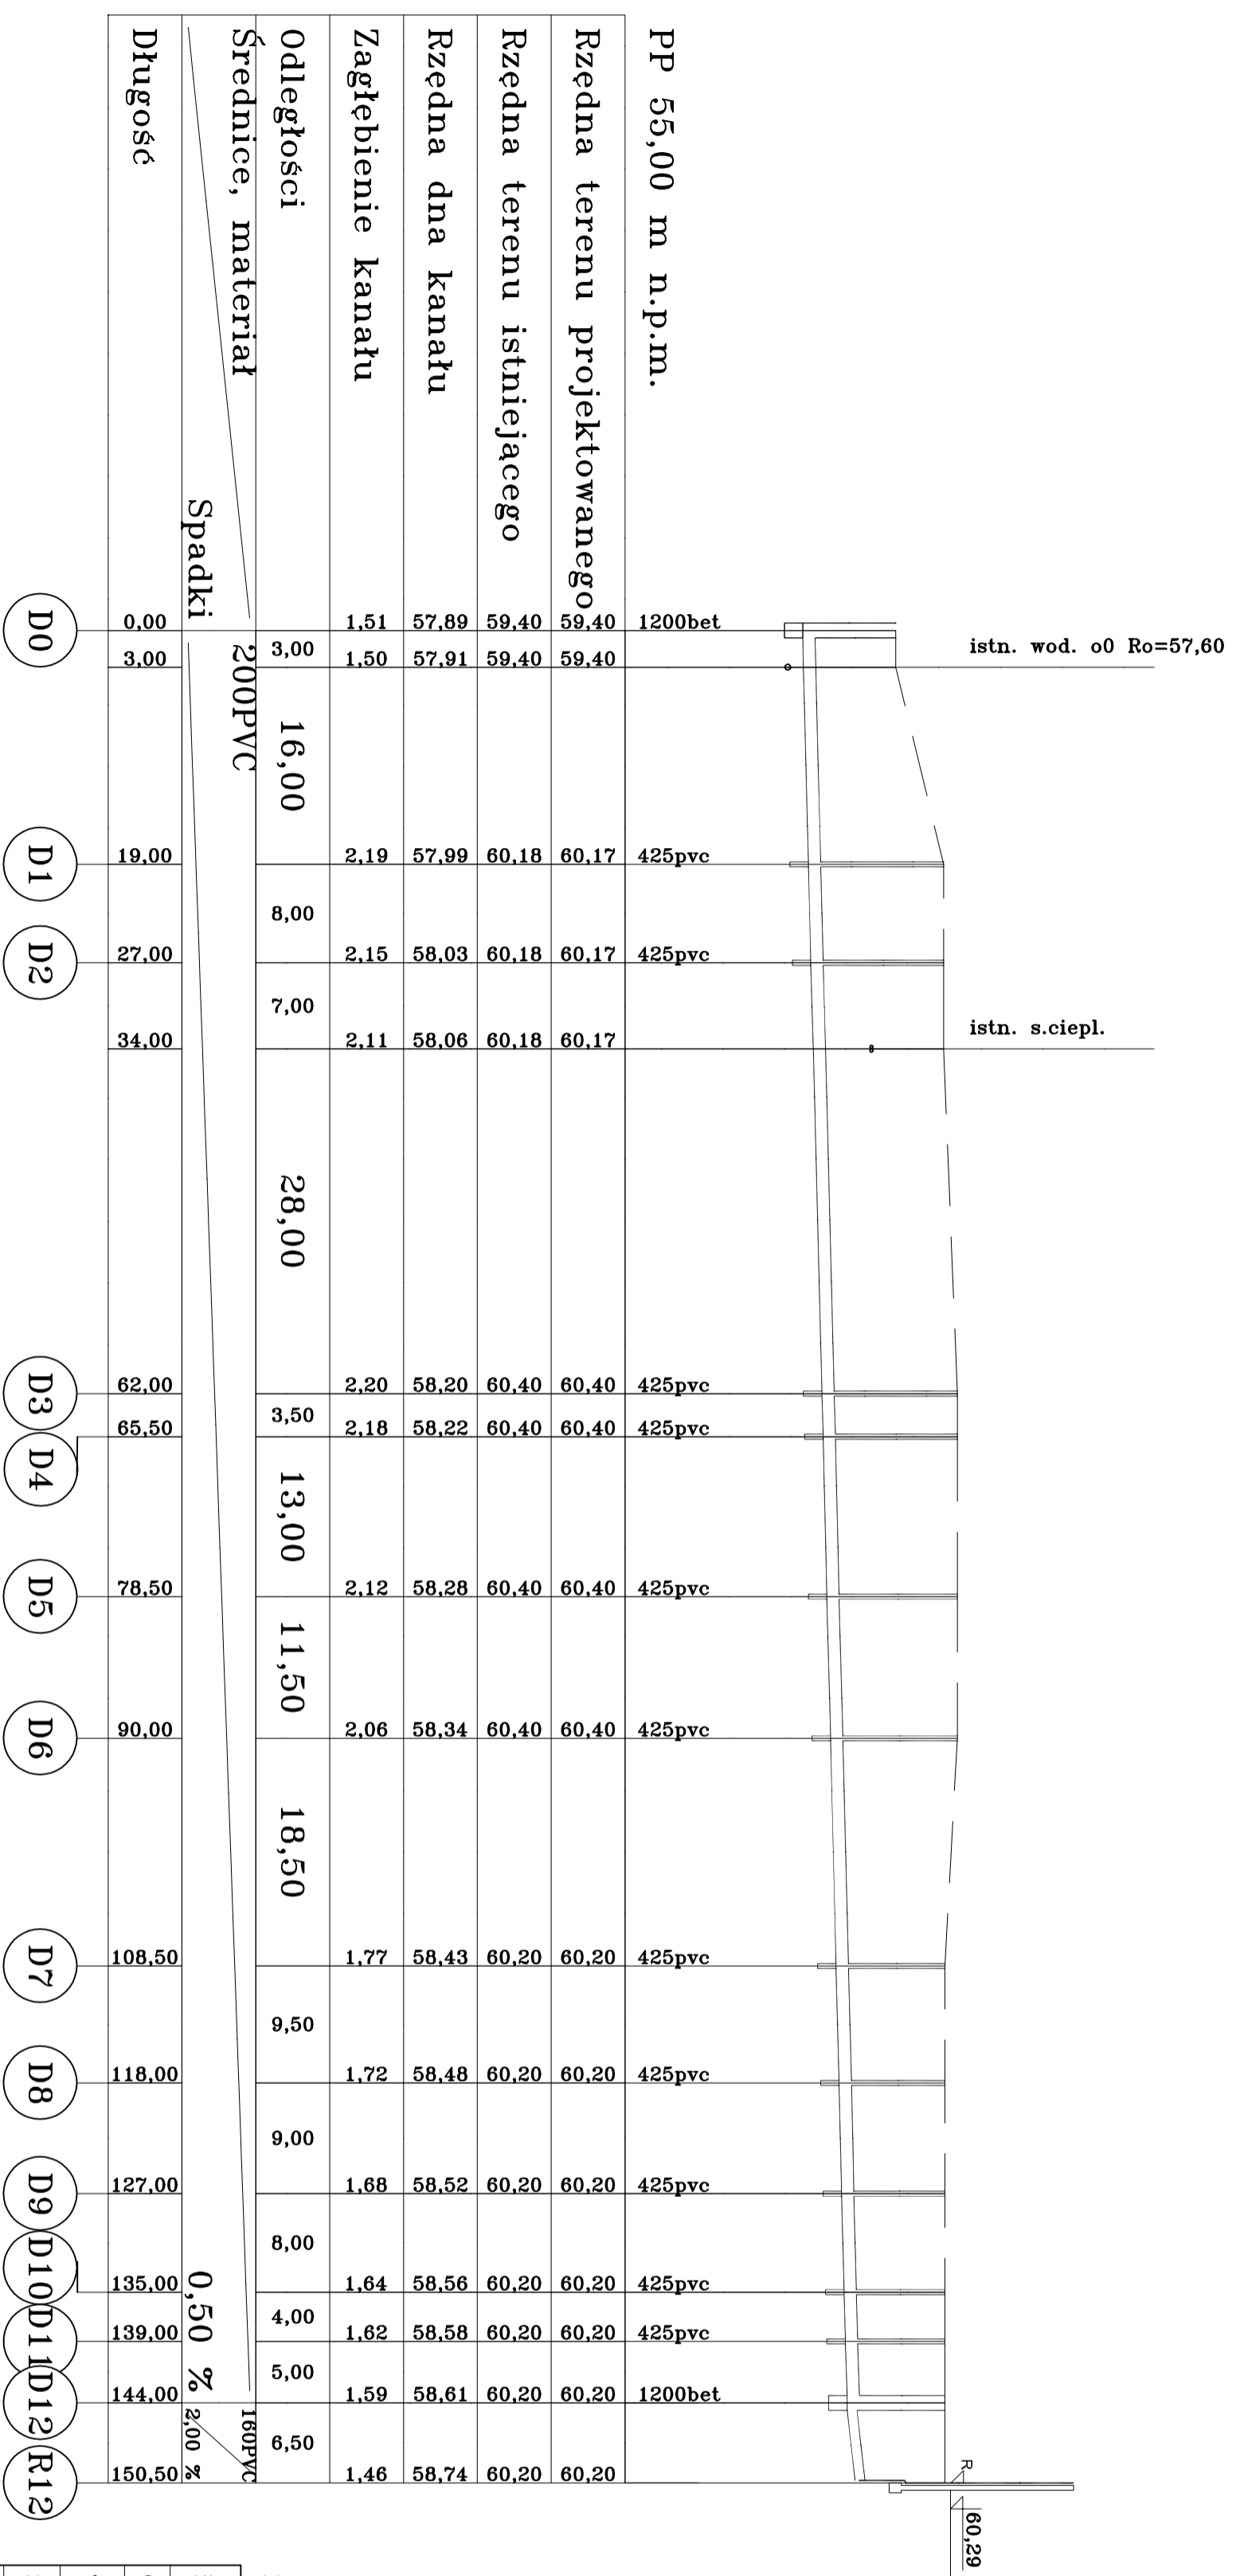 istn. wod. o0 Ro=57,60
istn. s.ciepl.
R
60,29
PP 55,00 m n.p.m.
1200bet 425pvc 425pvc 425pvc 425pvc 425pvc 425pvc 425pvc 425pvc 425pvc 425pvc 425pvc 1200bet
Rzędna terenu projektowanego 59,40 59,40 60,17 60,17 60,17 60,40 60,40 60,40 60,40 60,20 60,20 60,20 60,20 60,20 60,20 60,20
Rzędna terenu istniejącego 59,40 59,40 60,18 60,18 60,18 60,40 60,40 60,40 60,40 60,20 60,20 60,20 60,20 60,20 60,20 60,20
Rzędna dna kanału 57,89 57,91 57,99 58,03 58,06 58,20 58,22 58,28 58,34 58,43 58,48 58,52 58,56 58,58 58,61 58,74
Zagłębienie kanału 1,51 1,50 2,19 2,15 2,11 2,20 2,18 2,12 2,06 1,77 1,72 1,68 1,64 1,62 1,59 1,46
Odległości 3,00 16,00 8,00 7,00 28,00 3,50 13,00 11,50 18,50 9,50 9,00 8,00 4,00 5,00 6,50
Średnice, materiał 200PVC 160PVC
Spadki 0,50 % 2,00 %
Długość 0,00 3,00 19,00 27,00 34,00 62,00 65,50 78,50 90,00 108,50 118,00 127,00 135,00 139,00 144,00 150,50
D0 D1 D2 D3 D4 D5 D6 D7 D8 D9 D10 D11 D12 R12